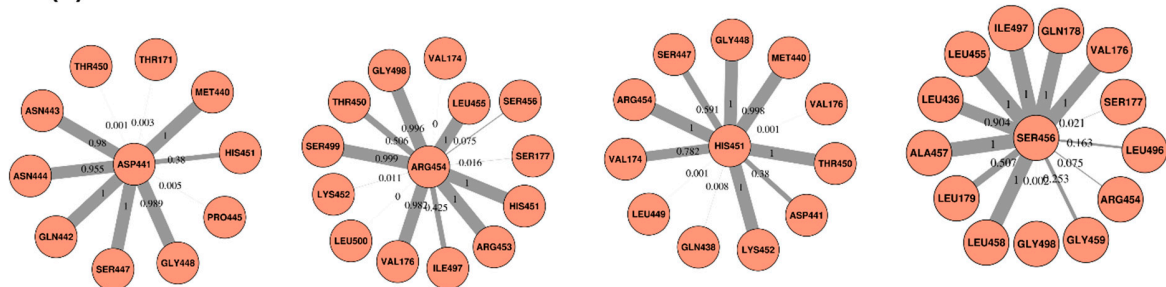 THR450
THR171
MET440
HIS451
PRO445
GLY448
SER447
GLN442
ASN444
ASN443
ASP441
0.001
0.003
1
0.38
0.005
0.989
1
1
0.955
0.98
GLY498
VAL174
LEU455
SER456
SER177
HIS451
ARG453
ILE497
VAL176
LEU500
LYS452
SER499
THR450
ARG454
0.996
0
1
0.075
0.016
1
1
0.425
0.982
0
0.011
0.999
0.506
SER447
GLY448
MET440
VAL176
THR450
ASP441
LYS452
GLN438
LEU449
VAL174
ARG454
HIS451
0.591
1
0.998
0.001
1
0.38
1
0.008
0.001
0.782
1
LEU455
ILE497
GLN178
VAL176
SER177
LEU496
ARG454
GLY459
GLY498
LEU458
LEU179
ALA457
LEU436
SER456
1
1
1
1
0.021
0.163
0.075
0.253
0.002
1
0.507
1
0.904